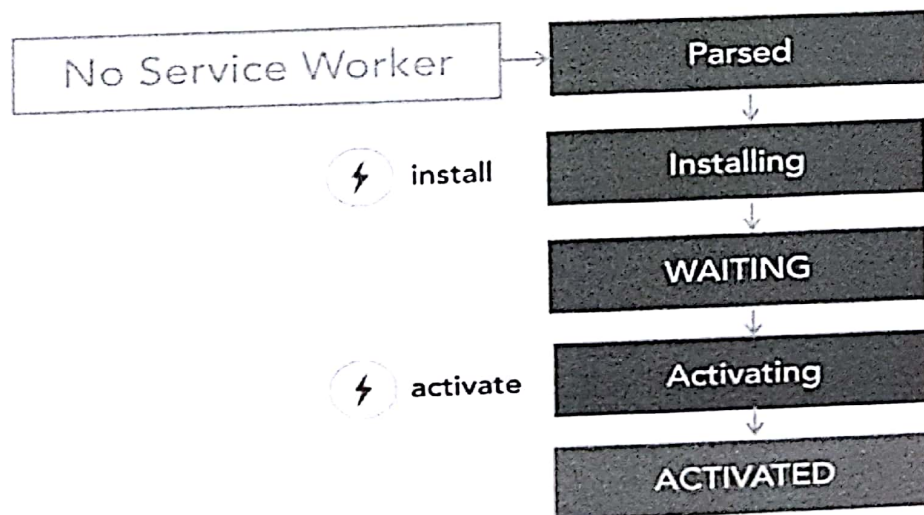 No Service Worker
Parsed
install
Installing
WAITING
activate
Activating
ACTIVATED